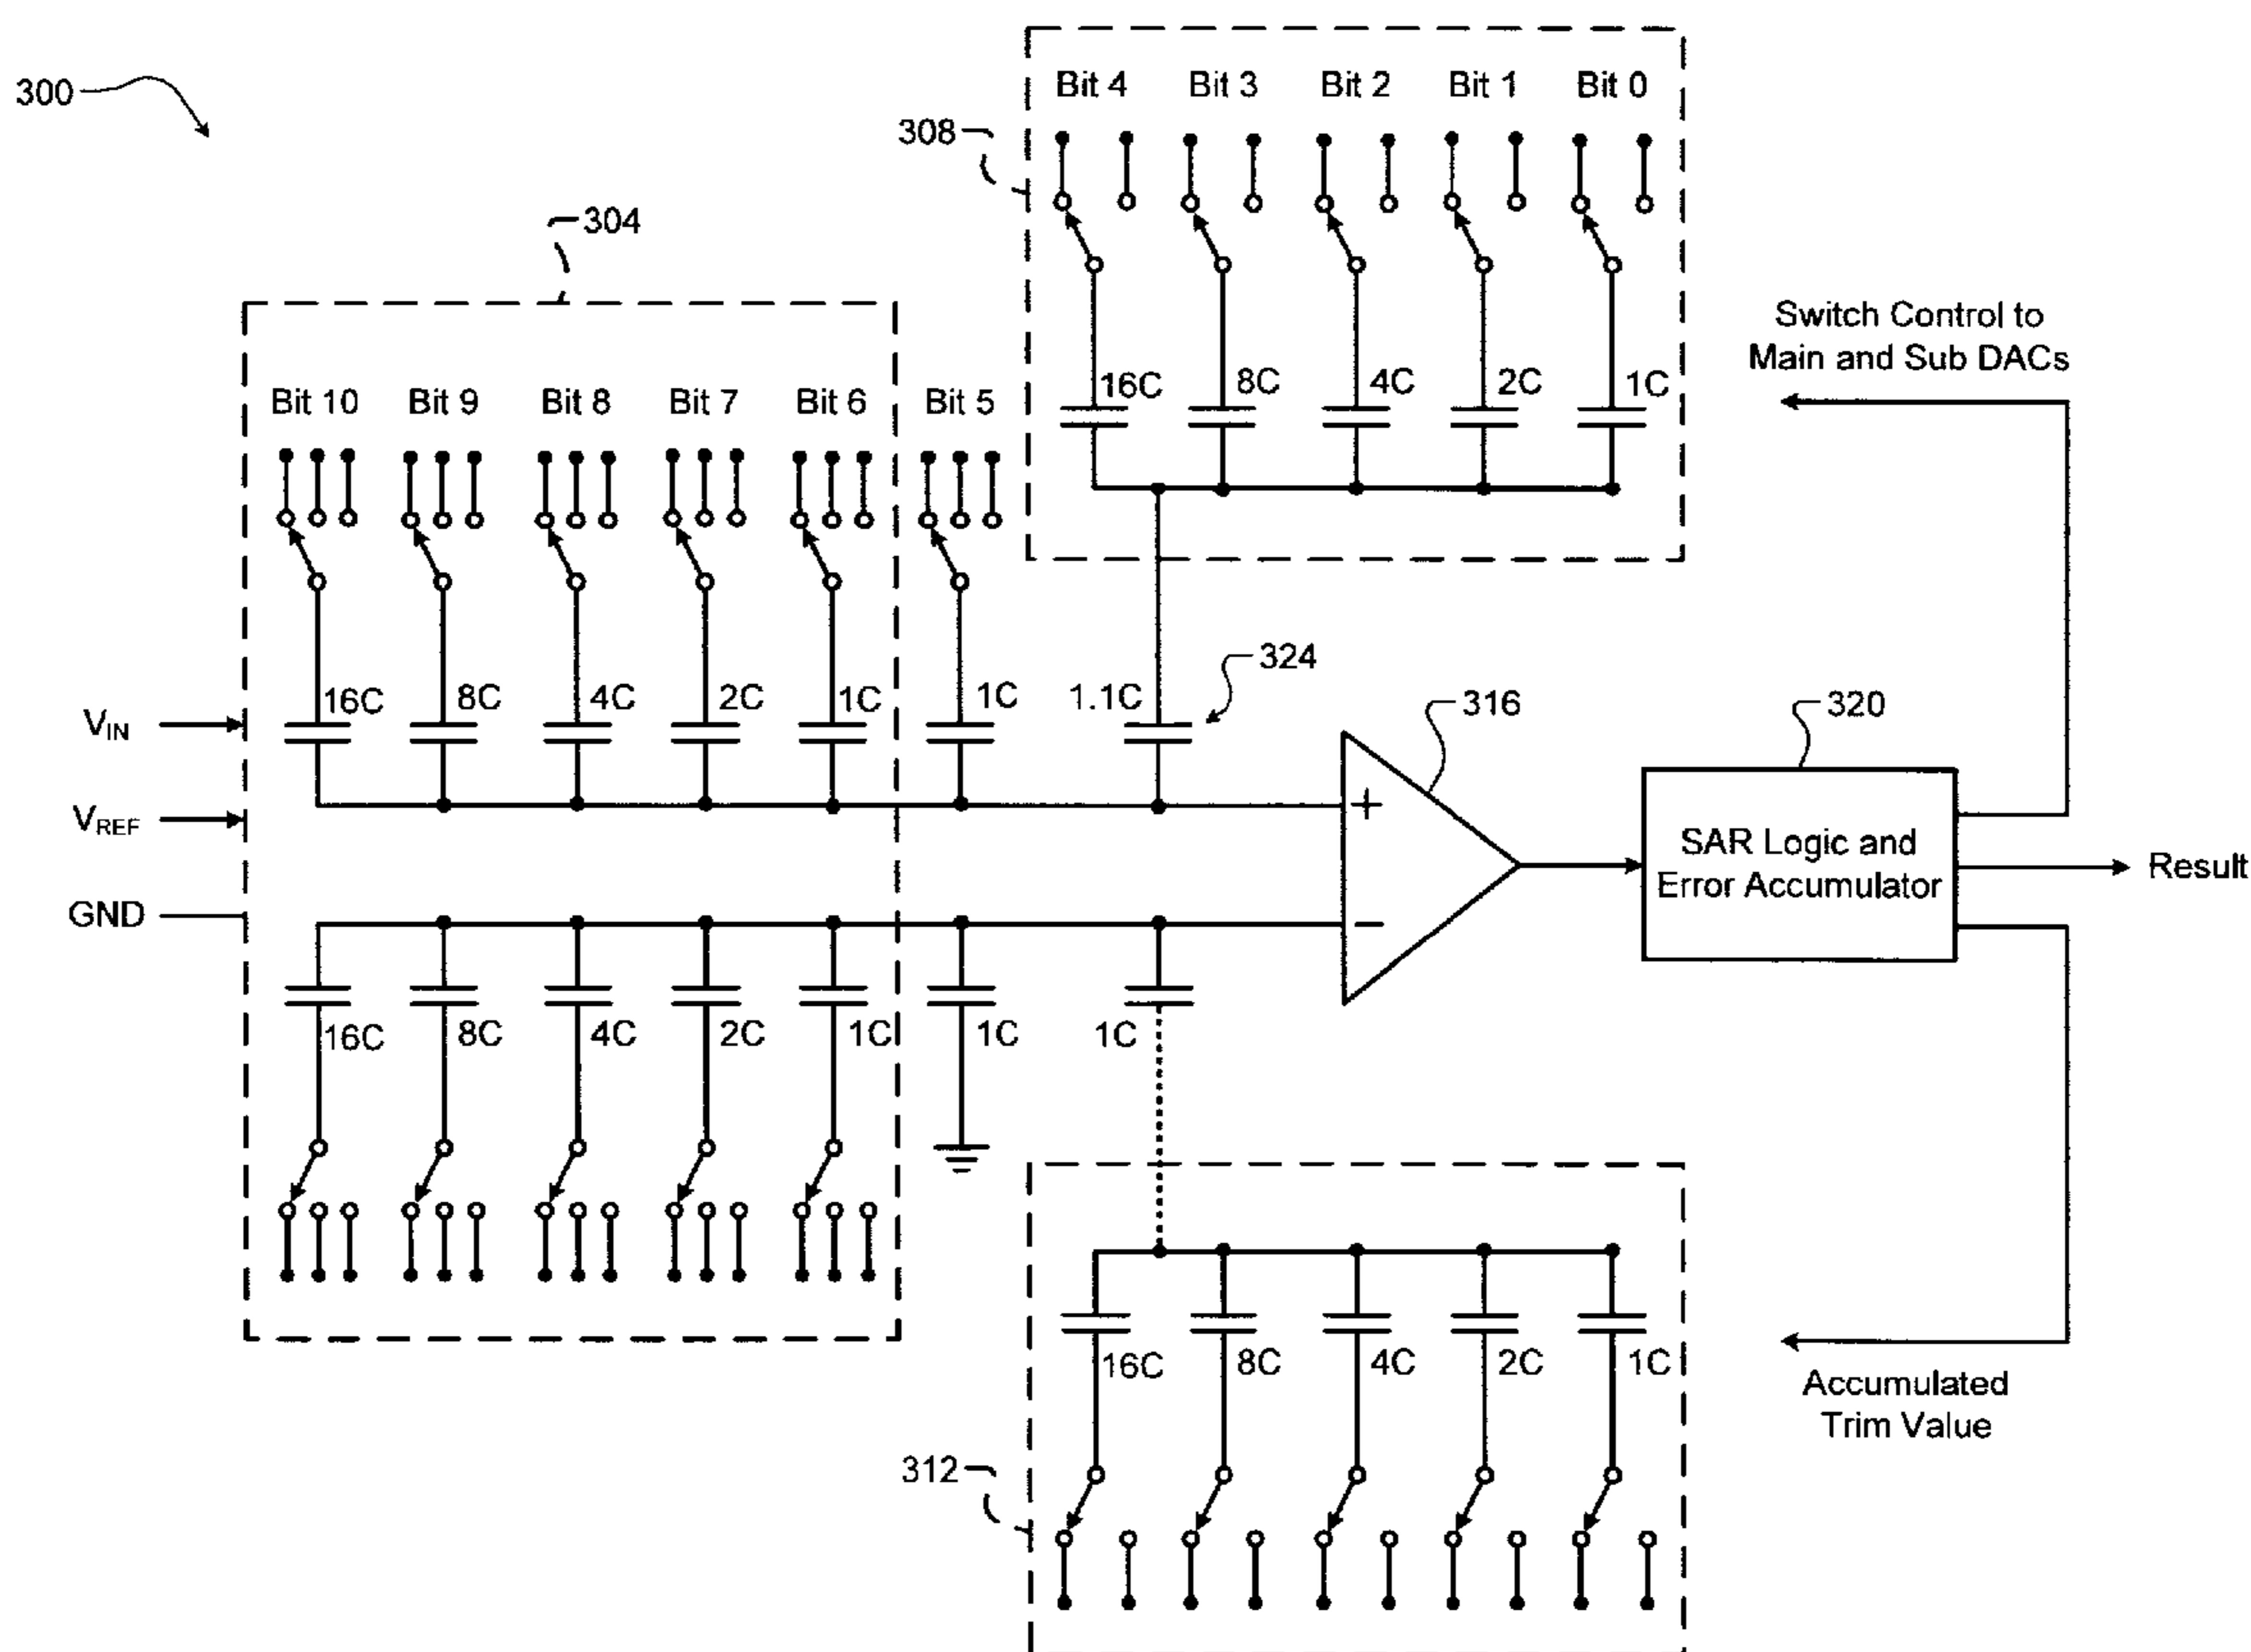 300
308
Bit 4 Bit 3 Bit 2 Bit 1 Bit 0
304
16C 8C 4C 2C 1C
Switch Control to
Main and Sub DACs
Bit 10 Bit 9 Bit 8 Bit 7 Bit 6 Bit 5
16C 8C 4C 2C 1C 1C 1.1C
324
316
320
VIN
VREF
GND
+
−
SAR Logic and
Error Accumulator
Result
16C 8C 4C 2C 1C 1C 1C
16C 8C 4C 2C 1C
312
Accumulated
Trim Value